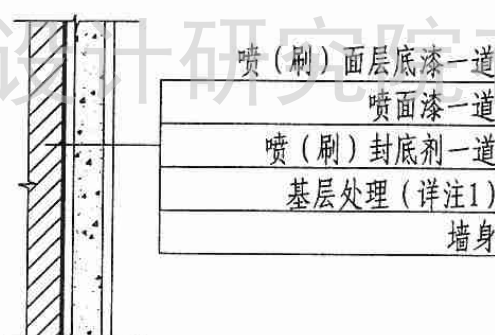 设计研究院
喷（刷）面层底漆一道
喷面漆一道
喷（刷）封底剂一道
基层处理（详注1）
墙身